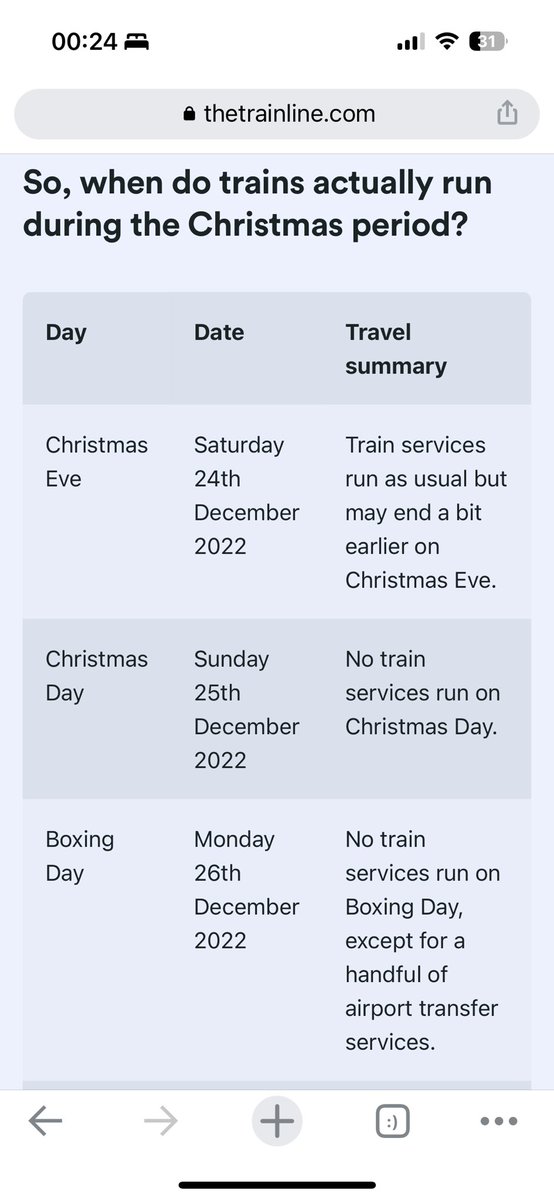 00:24
31
thetrainline.com
So, when do trains actually run
during the Christmas period?
Day
Date
Travel
summary
Christmas
Eve
Saturday
24th
December
2022
Train services
run as usual but
may end a bit
earlier on
Christmas Eve.
Christmas
Day
Sunday
25th
December
2022
No train
services run on
Christmas Day.
Boxing
Day
Monday
26th
December
2022
No train
services run on
Boxing Day,
except for a
handful of
airport transfer
services.
:)